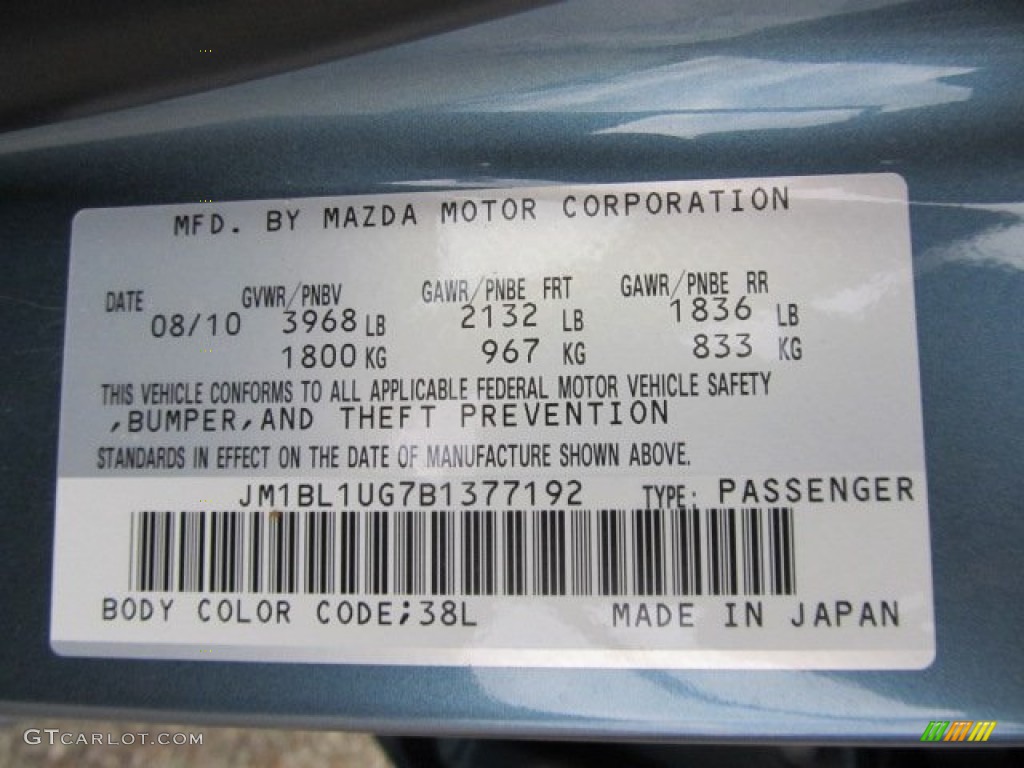 MFD. BY MAZDA MOTOR CORPORATION
DATE GVWR/PNBV GAWR/PNBE FRT GAWR/PNBE RR
08/10 3968 LB 2132 LB 1836 LB
1800 KG 967 KG 833 KG
THIS VEHICLE CONFORMS TO ALL APPLICABLE FEDERAL MOTOR VEHICLE SAFETY
,BUMPER,AND THEFT PREVENTION
STANDARDS IN EFFECT ON THE DATE OF MANUFACTURE SHOWN ABOVE.
JM1BL1UG7B1377192 TYPE: PASSENGER
BODY COLOR CODE;38L MADE IN JAPAN
GTCARLOT.COM